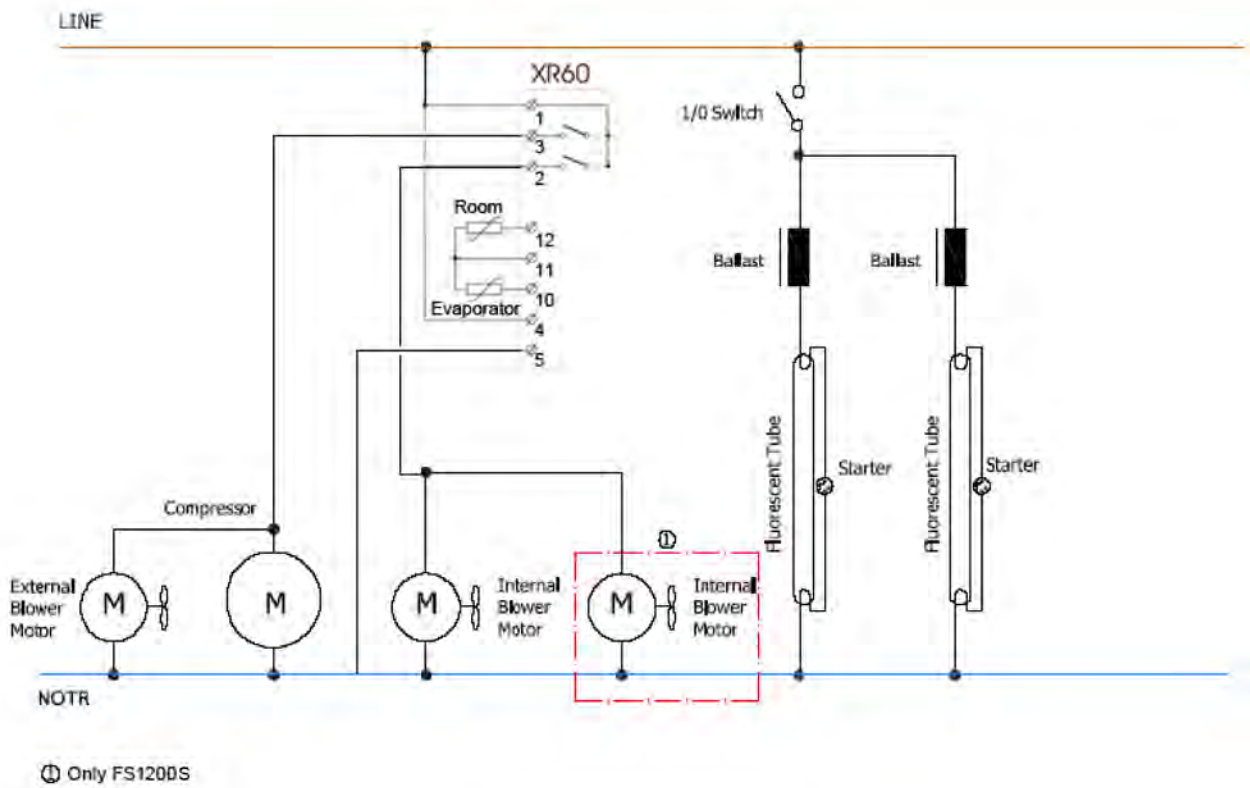 LINE
XR60
1
3
2
1/0 Switch
Room
12
11
10
Evaporator
4
5
Ballast
Ballast
Fluorescent Tube
Starter
Fluorescent Tube
Starter
Compressor
External
Blower
Motor
M
M
M
Internal
Blower
Motor
①
M
Internal
Blower
Motor
NOTR
① Only FS1200S